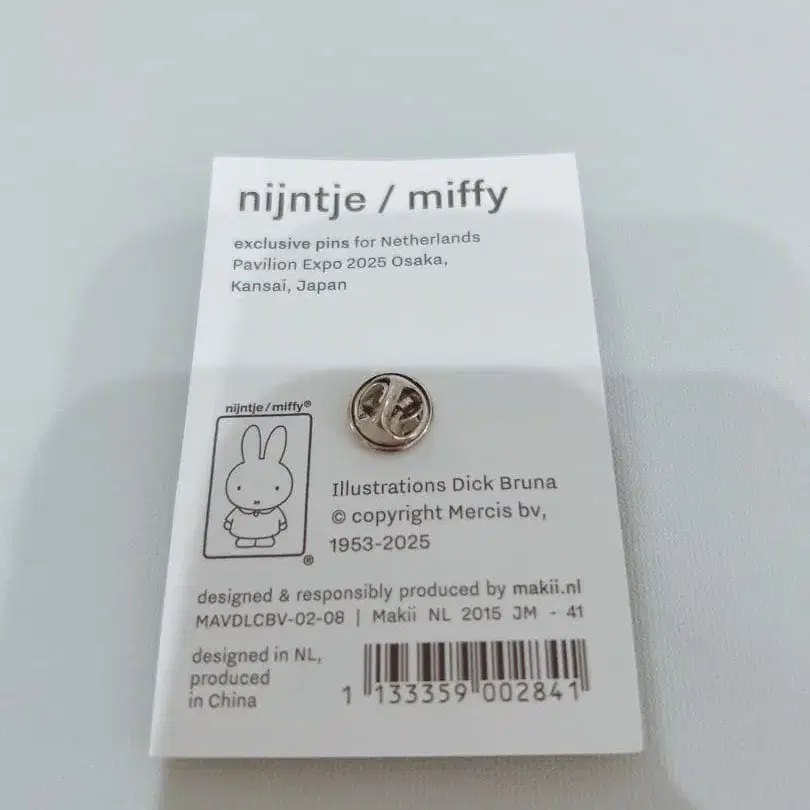 nijntje / miffy
exclusive pins for Netherlands
Pavilion Expo 2025 Osaka,
Kansai, Japan
nijntje/miffy®
®
Illustrations Dick Bruna
© copyright Mercis bv,
1953-2025
designed & responsibly produced by makii.nl
MAVDLCBV-02-08 | Makii NL 2015 JM - 41
designed in NL,
produced
in China
1 133359 002841